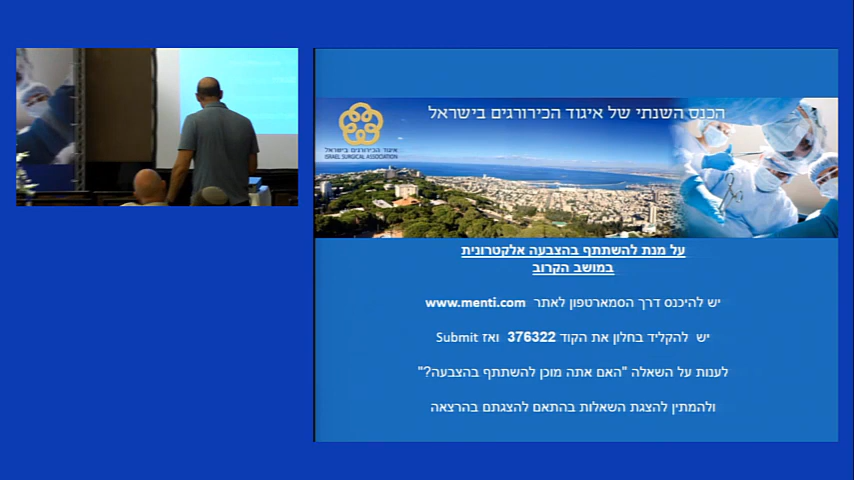 הכנס השנתי של איגוד הכירורגים בישראל
איגוד הכירורגים בישראל
ISRAEL SURGICAL ASSOCIATION
על מנת להשתתף בהצבעה אלקטרונית
במושב הקרוב
יש להיכנס דרך הסמארטפון לאתר www.menti.com
יש להקליד בחלון את הקוד 376322 ואז Submit
לענות על השאלה "האם אתה מוכן להשתתף בהצבעה?"
ולהמתין להצגת השאלות בהתאם להצגתם בהרצאה